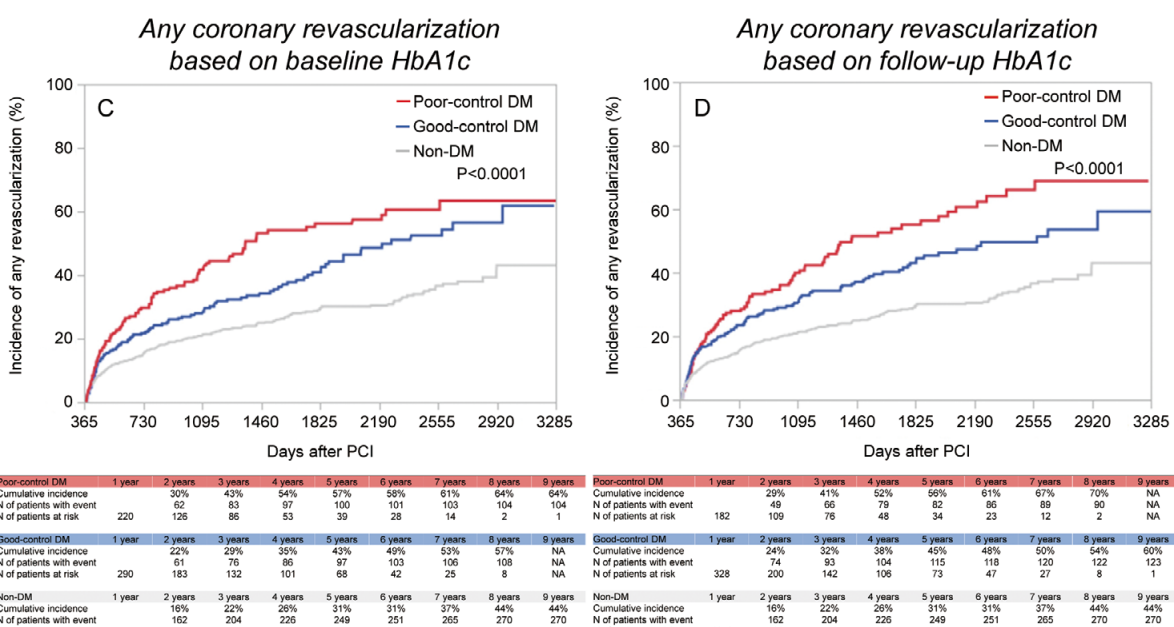 Any coronary revascularization
based on baseline HbA1c
Incidence of any revascularization (%)
C
Poor-control DM
Good-control DM
Non-DM
P<0.0001
100
80
60
40
20
0
365 730 1095 1460 1825 2190 2555 2920 3285
Days after PCI
Poor-control DM 1 year 2 years 3 years 4 years 5 years 6 years 7 years 8 years 9 years
Cumulative incidence 30% 43% 54% 57% 58% 61% 64% 64%
N of patients with event 62 83 97 100 101 103 104 104
N of patients at risk 220 126 86 53 39 28 14 2 1
Good-control DM 1 year 2 years 3 years 4 years 5 years 6 years 7 years 8 years 9 years
Cumulative incidence 22% 29% 35% 43% 49% 53% 57% NA
N of patients with event 61 76 86 97 103 106 108 NA
N of patients at risk 290 183 132 101 68 42 25 8 NA
Non-DM 1 year 2 years 3 years 4 years 5 years 6 years 7 years 8 years 9 years
Cumulative incidence 16% 22% 26% 31% 31% 37% 44% 44%
N of patients with event 162 204 226 249 251 265 270 270
Any coronary revascularization
based on follow-up HbA1c
Incidence of any revascularization (%)
D
Poor-control DM
Good-control DM
Non-DM
P<0.0001
100
80
60
40
20
0
365 730 1095 1460 1825 2190 2555 2920 3285
Days after PCI
Poor-control DM 1 year 2 years 3 years 4 years 5 years 6 years 7 years 8 years 9 years
Cumulative incidence 29% 41% 52% 56% 61% 67% 70% NA
N of patients with event 49 66 79 82 86 89 90 NA
N of patients at risk 182 109 76 48 34 23 12 2 NA
Good-control DM 1 year 2 years 3 years 4 years 5 years 6 years 7 years 8 years 9 years
Cumulative incidence 24% 32% 38% 45% 48% 50% 54% 60%
N of patients with event 74 93 104 115 118 120 122 123
N of patients at risk 328 200 142 106 73 47 27 8 1
Non-DM 1 year 2 years 3 years 4 years 5 years 6 years 7 years 8 years 9 years
Cumulative incidence 16% 22% 26% 31% 31% 37% 44% 44%
N of patients with event 162 204 226 249 251 265 270 270